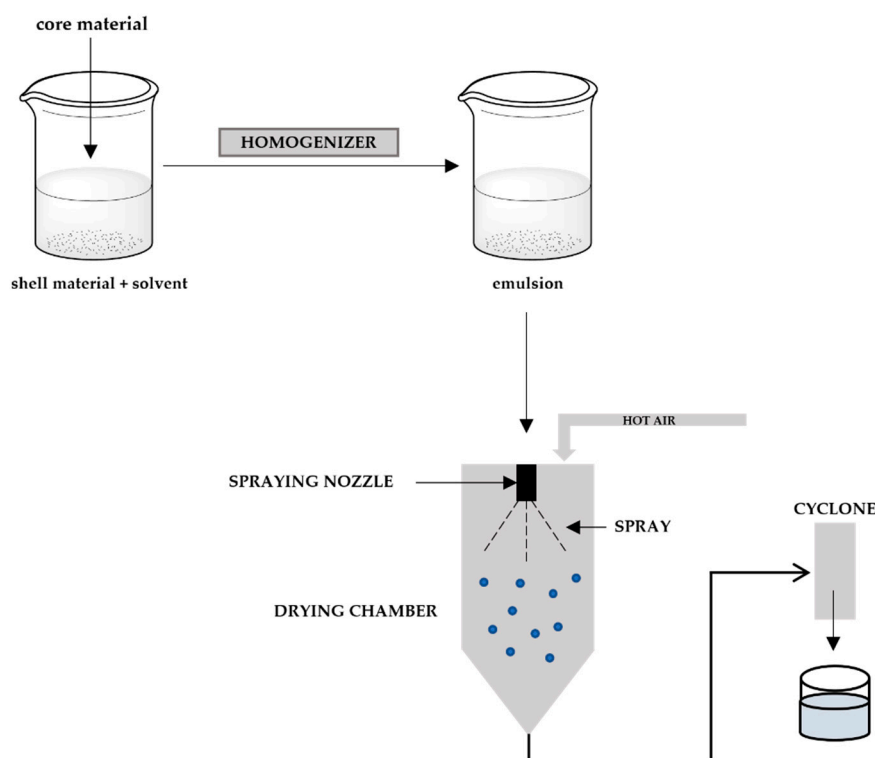 core material
HOMOGENIZER
shell material + solvent
emulsion
HOT AIR
SPRAYING NOZZLE
CYCLONE
SPRAY
DRYING CHAMBER